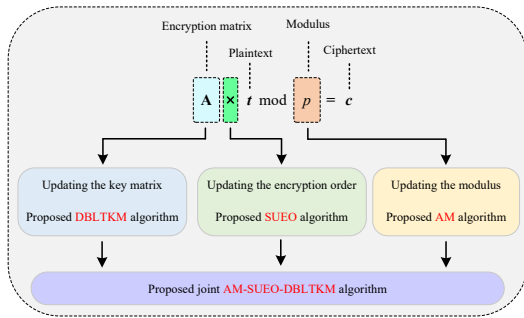 Encryption matrix
Modulus
Plaintext
Ciphertext
A × t mod p = c
Updating the key matrix
Proposed DBLTKM algorithm
Updating the encryption order
Proposed SUEO algorithm
Updating the modulus
Proposed AM algorithm
Proposed joint AM-SUEO-DBLTKM algorithm